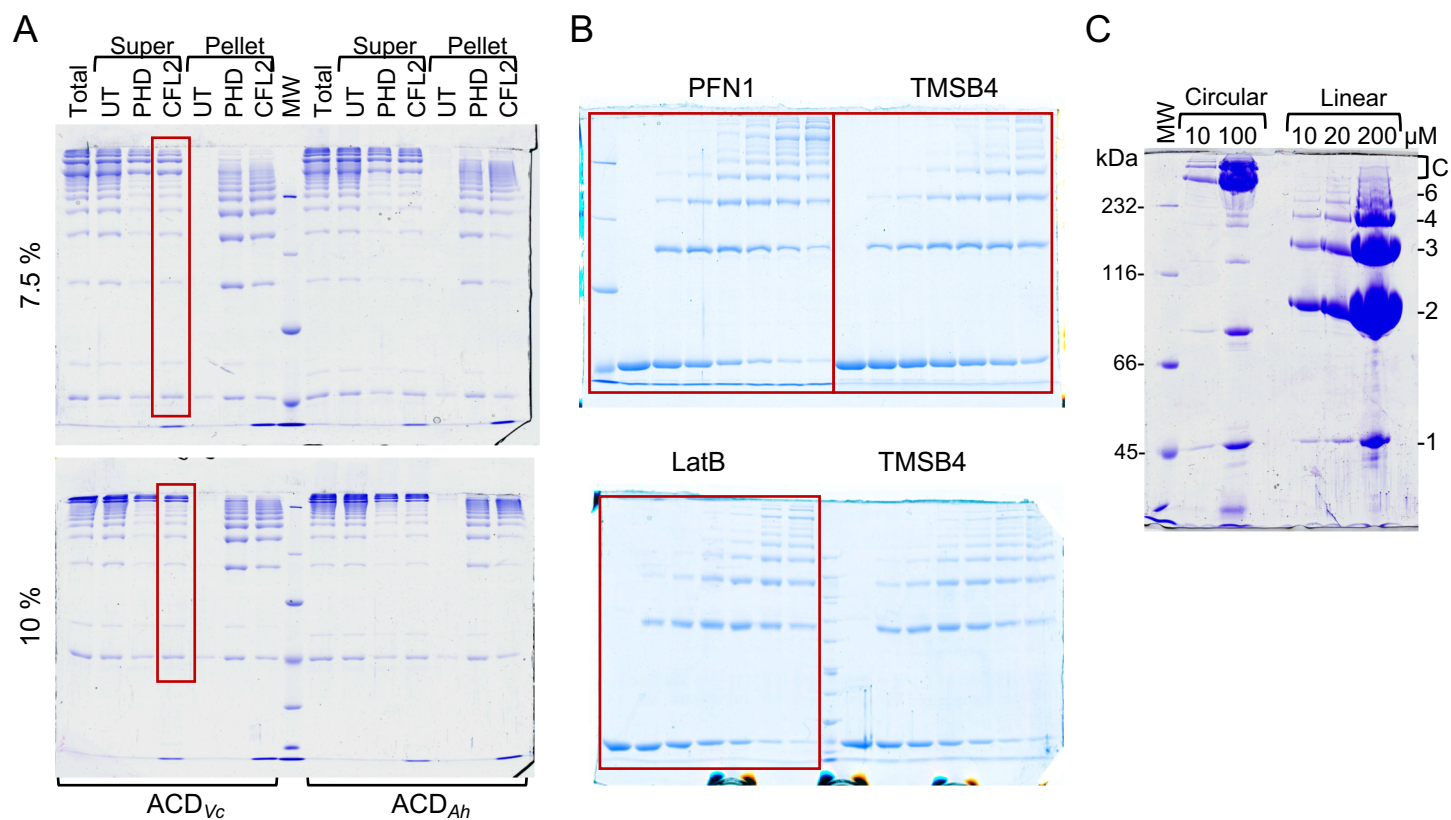 A
Super Pellet Super Pellet
Total UT PHD CFL2 UT PHD CFL2 MW Total UT PHD CFL2 UT PHD CFL2
7.5 %
10 %
ACDVc ACDAh
B
PFN1 TMSB4
LatB TMSB4
C
MW Circular Linear
10 100 10 20 200 µM
kDa
C
6
232- -4
-3
116-
-2
66-
-1
45-